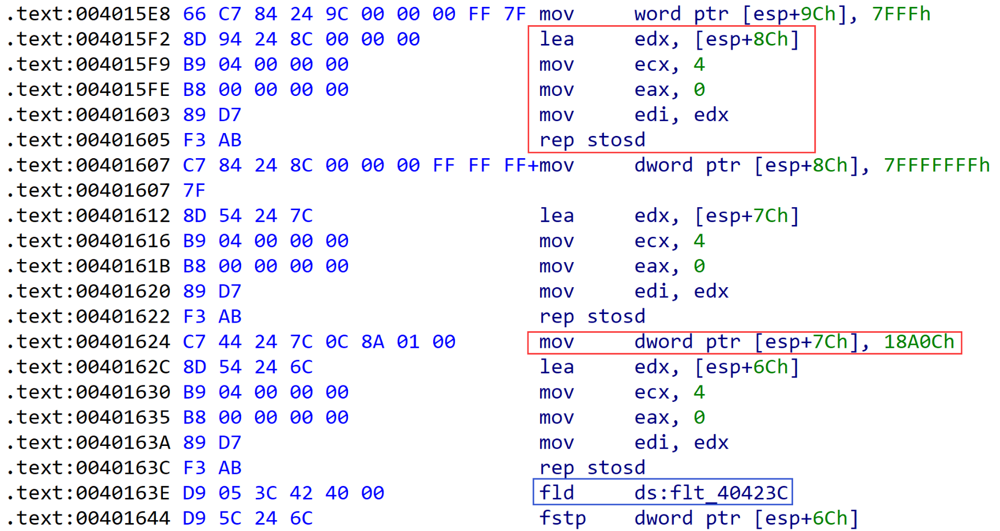 .text:004015E8 66 C7 84 24 9C 00 00 00 FF 7F mov word ptr [esp+9Ch], 7FFFh
.text:004015F2 8D 94 24 8C 00 00 00 lea edx, [esp+8Ch]
.text:004015F9 B9 04 00 00 00 mov ecx, 4
.text:004015FE B8 00 00 00 00 mov eax, 0
.text:00401603 89 D7 mov edi, edx
.text:00401605 F3 AB rep stosd
.text:00401607 C7 84 24 8C 00 00 00 FF FF FF+mov dword ptr [esp+8Ch], 7FFFFFFFh
.text:00401607 7F
.text:00401612 8D 54 24 7C lea edx, [esp+7Ch]
.text:00401616 B9 04 00 00 00 mov ecx, 4
.text:0040161B B8 00 00 00 00 mov eax, 0
.text:00401620 89 D7 mov edi, edx
.text:00401622 F3 AB rep stosd
.text:00401624 C7 44 24 7C 0C 8A 01 00 mov dword ptr [esp+7Ch], 18A0Ch
.text:0040162C 8D 54 24 6C lea edx, [esp+6Ch]
.text:00401630 B9 04 00 00 00 mov ecx, 4
.text:00401635 B8 00 00 00 00 mov eax, 0
.text:0040163A 89 D7 mov edi, edx
.text:0040163C F3 AB rep stosd
.text:0040163E D9 05 3C 42 40 00 fld ds:flt_40423C
.text:00401644 D9 5C 24 6C fstp dword ptr [esp+6Ch]